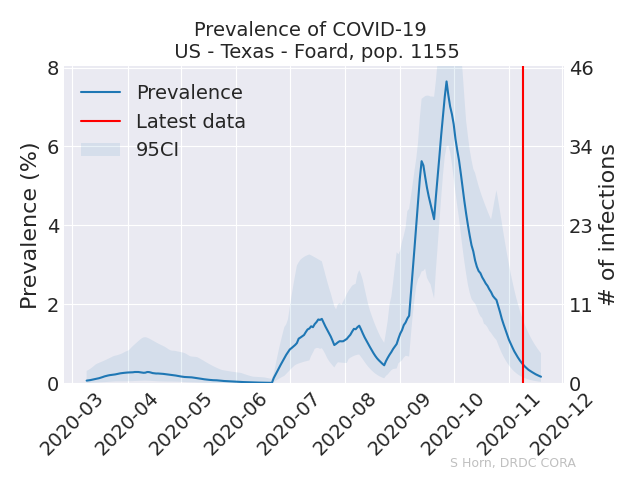 Prevalence of COVID-19
US - Texas - Foard, pop. 1155
Prevalence (%)
8
6
4
2
0
Prevalence
Latest data
95CI
46
34
23
11
0
# of infections
2020-03
2020-04
2020-05
2020-06
2020-07
2020-08
2020-09
2020-10
2020-11
2020-12
S Horn, DRDC CORA